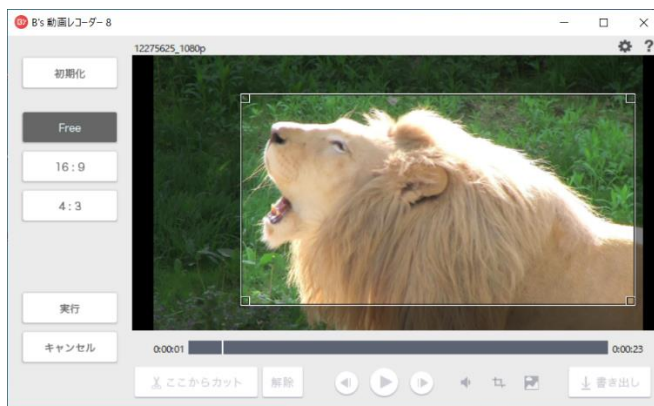 B's 動画レコーダー 8
12275625_1080p
?
初期化
Free
16:9
4:3
実行
キャンセル
0:00:01
0:00:23
ここからカット
解除
書き出し